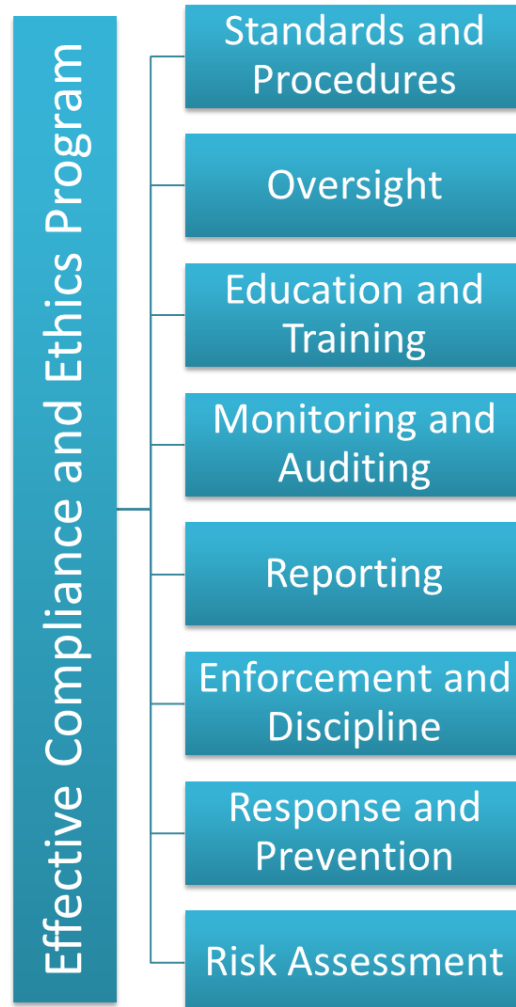 Effective Compliance and Ethics Program
Standards and
Procedures
Oversight
Education and
Training
Monitoring and
Auditing
Reporting
Enforcement and
Discipline
Response and
Prevention
Risk Assessment